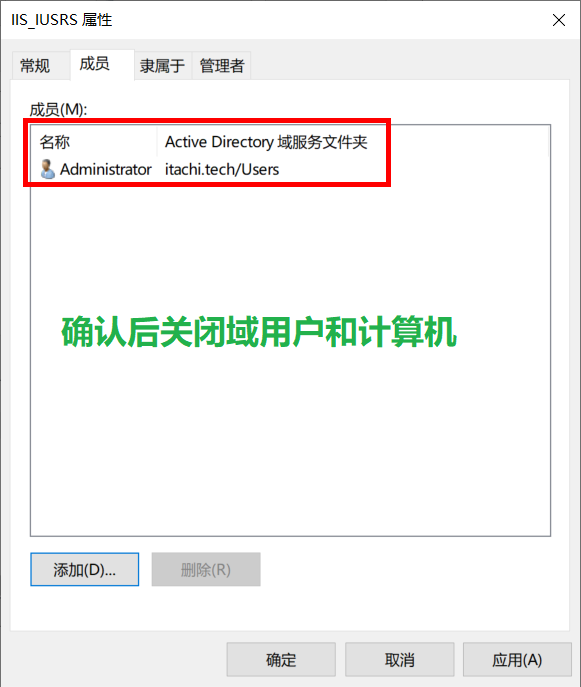 IIS_IUSRS 属性
常规 成员 隶属于 管理者
成员(M):
名称 Active Directory 域服务文件夹
Administrator itachi.tech/Users
确认后关闭域用户和计算机
添加(D)... 删除(R)
确定 取消 应用(A)